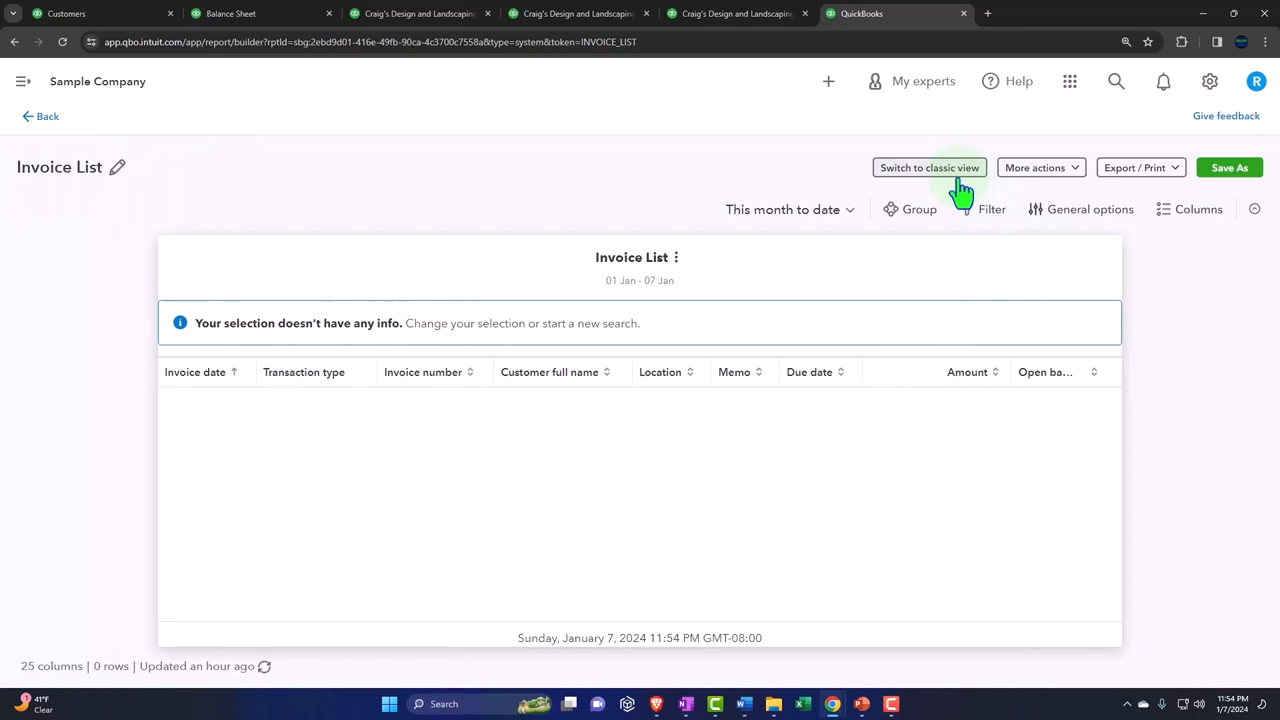 Customers
Balance Sheet
Craig's Design and Landscaping
Craig's Design and Landscaping
Craig's Design and Landscaping
QuickBooks
app.qbo.intuit.com/app/report/builder?rptId=sbg:2ebd9d01-416e-49fb-90ca-4c3700c7558a&type=system&token=INVOICE_LIST
Sample Company
My experts
Help
R
Back
Give feedback
Invoice List
Switch to classic view
More actions
Export / Print
Save As
This month to date
Group
Filter
General options
Columns
Invoice List
01 Jan - 07 Jan
Your selection doesn't have any info. Change your selection or start a new search.
Invoice date Transaction type Invoice number Customer full name Location Memo Due date Amount Open ba...
Sunday, January 7, 2024 11:54 PM GMT-08:00
25 columns | 0 rows | Updated an hour ago
41°F
Clear
Search
11:54 PM
1/7/2024